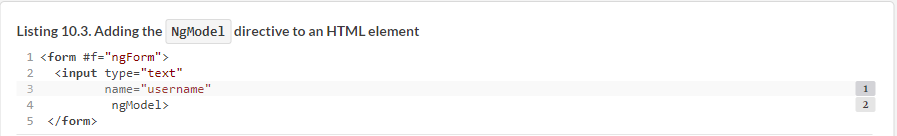 Listing 10.3. Adding the NgModel directive to an HTML element
1 <form #f="ngForm">
2   <input type="text"
3          name="username" 1
4           ngModel> 2
5  </form>